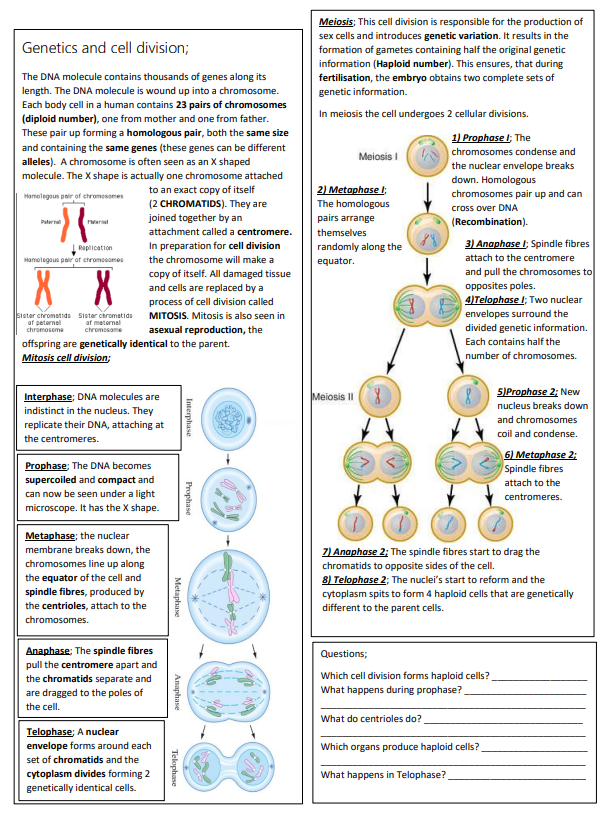 Genetics and cell division;
The DNA molecule contains thousands of genes along its
length. The DNA molecule is wound up into a chromosome.
Each body cell in a human contains 23 pairs of chromosomes
(diploid number), one from mother and one from father.
These pair up forming a homologous pair, both the same size
and containing the same genes (these genes can be different
alleles). A chromosome is often seen as an X shaped
molecule. The X shape is actually one chromosome attached
to an exact copy of itself
(2 CHROMATIDS). They are
joined together by an
attachment called a centromere.
In preparation for cell division
the chromosome will make a
copy of itself. All damaged tissue
and cells are replaced by a
process of cell division called
MITOSIS. Mitosis is also seen in
asexual reproduction, the
offspring are genetically identical to the parent.
Homologous pair of chromosomes
Paternal
Maternal
Replication
Homologous pair of chromosomes
Sister chromatids
of paternal
chromosome
Sister chromatids
of maternal
chromosome
Mitosis cell division;
Interphase; DNA molecules are
indistinct in the nucleus. They
replicate their DNA, attaching at
the centromeres.
Interphase
Prophase; The DNA becomes
supercoiled and compact and
can now be seen under a light
microscope. It has the X shape.
Prophase
Metaphase; the nuclear
membrane breaks down, the
chromosomes line up along
the equator of the cell and
spindle fibres, produced by
the centrioles, attach to the
chromosomes.
Metaphase
Anaphase; The spindle fibres
pull the centromere apart and
the chromatids separate and
are dragged to the poles of
the cell.
Anaphase
Telophase; A nuclear
envelope forms around each
set of chromatids and the
cytoplasm divides forming 2
genetically identical cells.
Telophase
Meiosis; This cell division is responsible for the production of
sex cells and introduces genetic variation. It results in the
formation of gametes containing half the original genetic
information (Haploid number). This ensures, that during
fertilisation, the embryo obtains two complete sets of
genetic information.
In meiosis the cell undergoes 2 cellular divisions.
Meiosis I
1) Prophase I; The
chromosomes condense and
the nuclear envelope breaks
down. Homologous
chromosomes pair up and can
cross over DNA
(Recombination).
2) Metaphase I;
The homologous
pairs arrange
themselves
randomly along the
equator.
3) Anaphase I; Spindle fibres
attach to the centromere
and pull the chromosomes to
opposites poles.
4)Telophase I; Two nuclear
envelopes surround the
divided genetic information.
Each contains half the
number of chromosomes.
Meiosis II
5)Prophase 2; New
nucleus breaks down
and chromosomes
coil and condense.
6) Metaphase 2;
Spindle fibres
attach to the
centromeres.
7) Anaphase 2; The spindle fibres start to drag the
chromatids to opposite sides of the cell.
8) Telophase 2; The nuclei's start to reform and the
cytoplasm spits to form 4 haploid cells that are genetically
different to the parent cells.
Questions;
Which cell division forms haploid cells? ____________________
What happens during prophase? ____________________
What do centrioles do? ____________________
Which organs produce haploid cells? ____________________
What happens in Telophase? ____________________